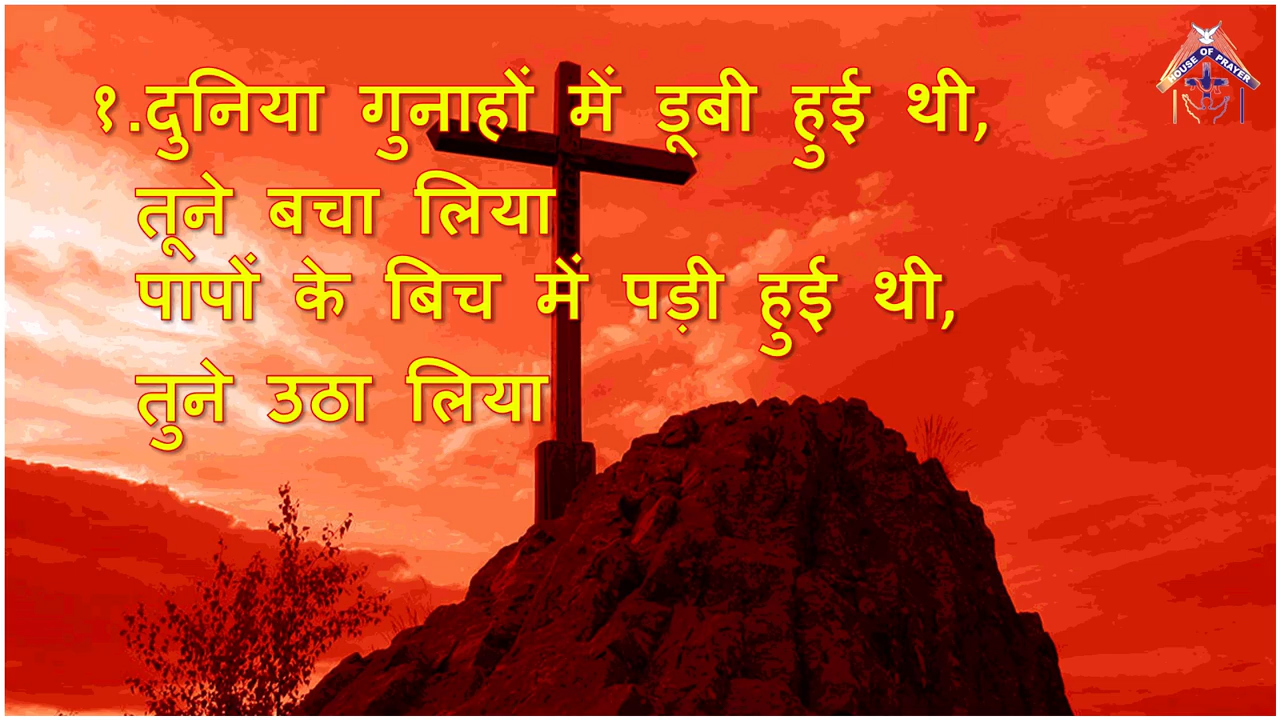 १.दुनिया गुनाहों में डूबी हुई थी,
तूने बचा लिया
पापों के बिच में पड़ी हुई थी,
तुने उठा लिया
HOUSE OF PRAYER